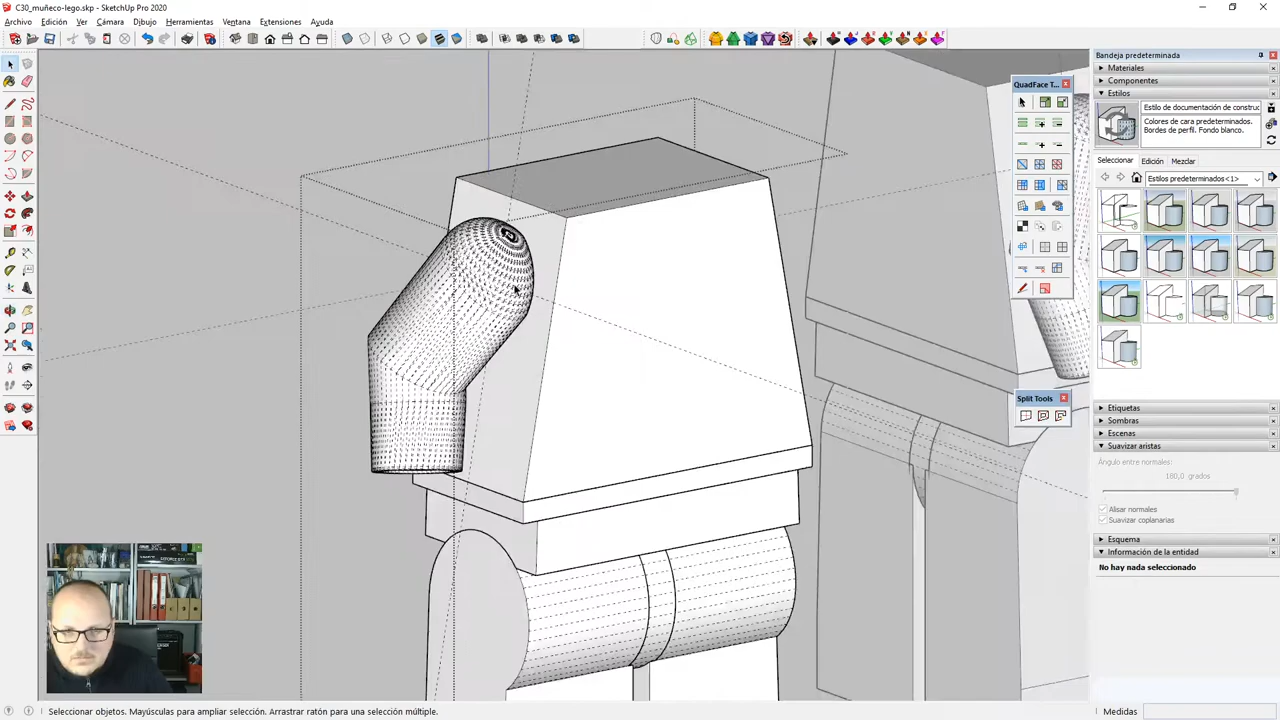 C30_muñeco-lego.skp - SketchUp Pro 2020
Archivo Edición Ver Cámara Dibujo Herramientas Ventana Extensiones Ayuda
Bandeja predeterminada
Materiales
Componentes
Estilos
Estilo de documentación de construc
Colores de cara predeterminados.
Bordes de perfil. Fondo blanco.
Seleccionar Edición Mezclar
Estilos predeterminados<1>
QuadFace T...
Split Tools
Etiquetas
Sombras
Escenas
Suavizar aristas
Ángulo entre normales:
180,0 grados
Alisar normales
Suavizar coplanarias
Esquema
Información de la entidad
No hay nada seleccionado
Seleccionar objetos. Mayúsculas para ampliar selección. Arrastrar ratón para una selección múltiple.
Medidas